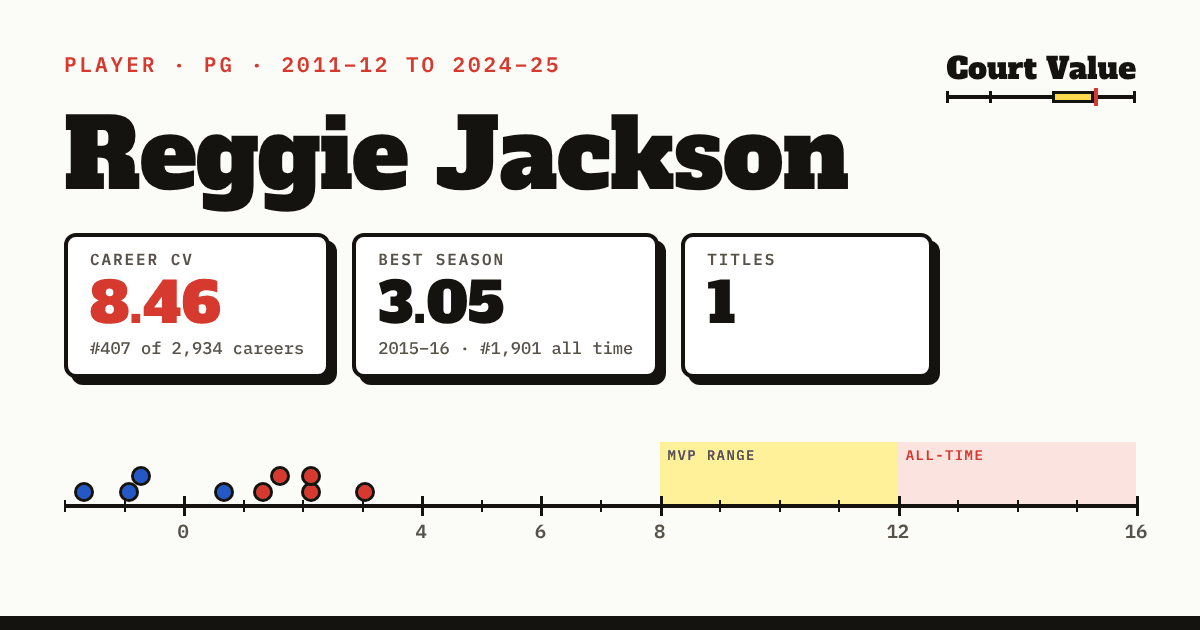 PLAYER · PG · 2011–12 TO 2024–25
Court Value
Reggie Jackson
CAREER CV
8.46
#407 of 2,934 careers
BEST SEASON
3.05
2015–16 · #1,901 all time
TITLES
1
MVP RANGE
ALL-TIME
0 4 6 8 12 16